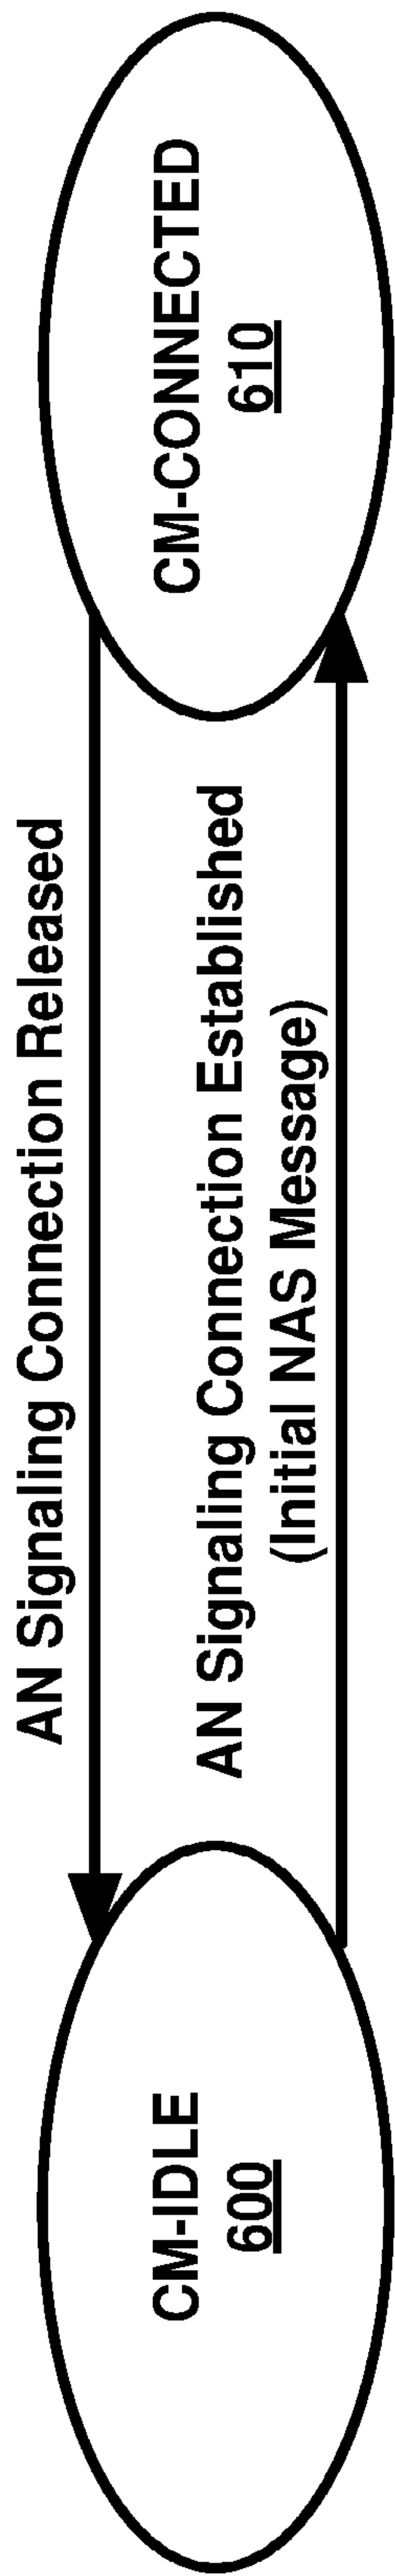 AN Signaling Connection Released
CM-IDLE
600
AN Signaling Connection Established
(Initial NAS Message)
CM-CONNECTED
610